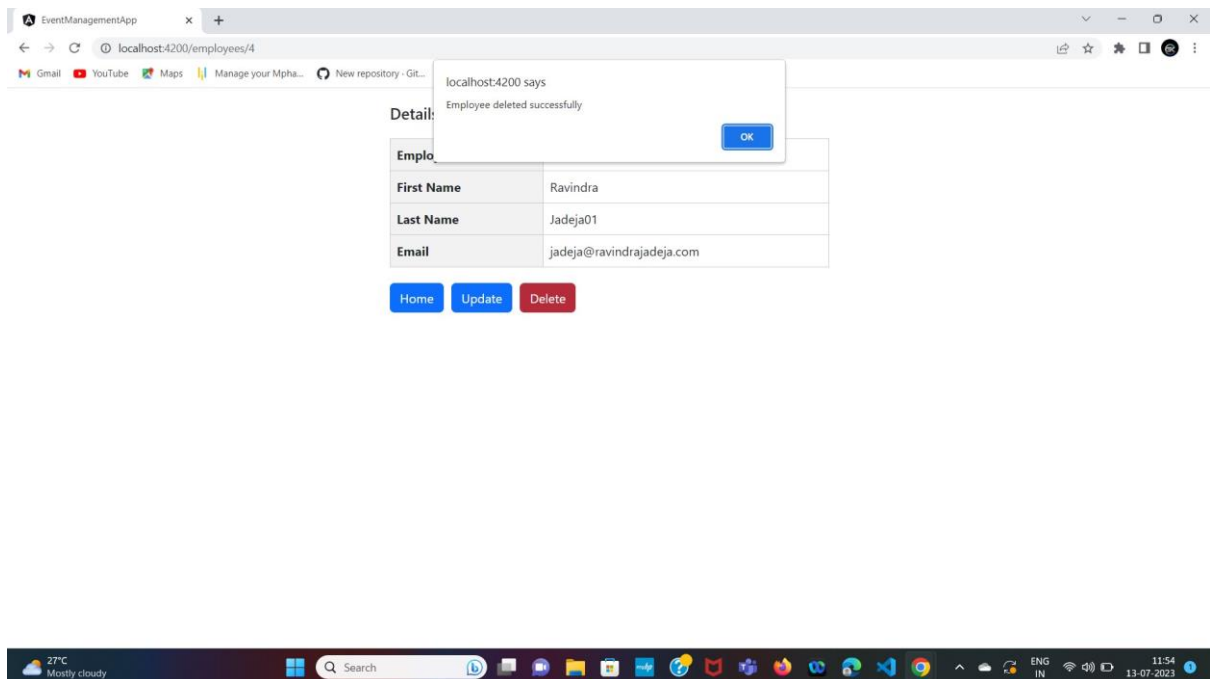 EventManagementApp
localhost:4200/employees/4
Gmail YouTube Maps Manage your Mpha... New repository · Git...
localhost:4200 says
Employee deleted successfully
OK
Details
Emplo
First Name Ravindra
Last Name Jadeja01
Email jadeja@ravindrajadeja.com
Home Update Delete
27°C
Mostly cloudy
Search
ENG
IN
11:54
13-07-2023
1